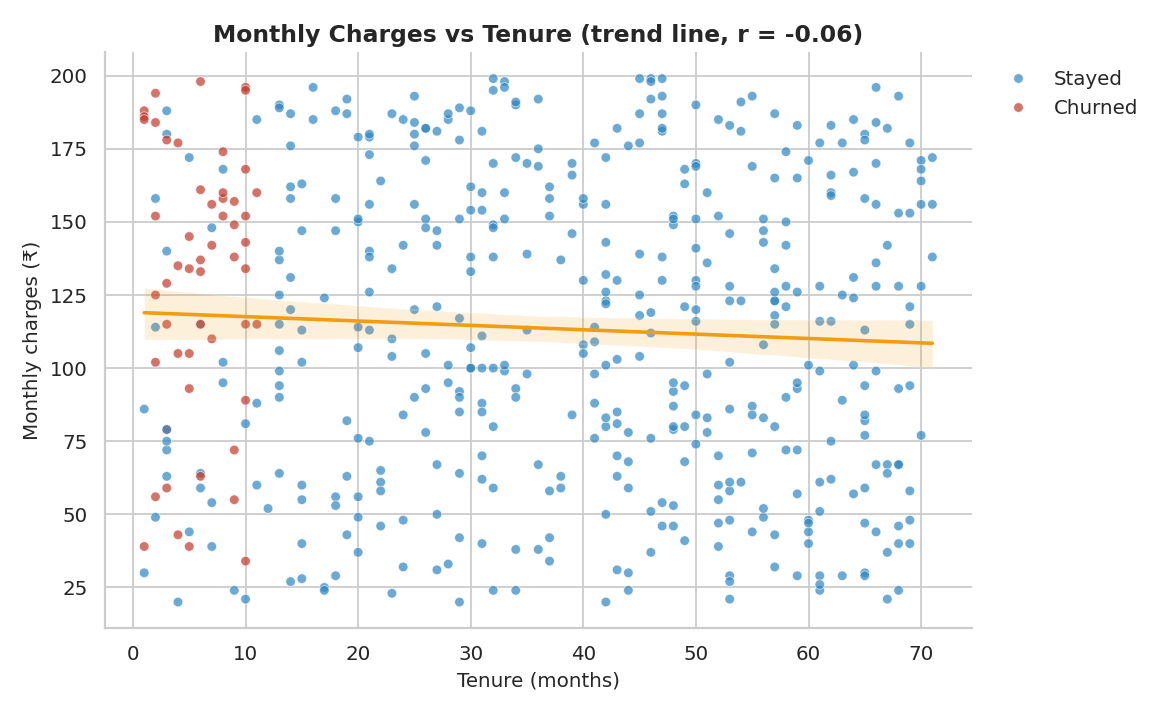 Monthly Charges vs Tenure (trend line, r = -0.06)
Stayed
Churned
Monthly charges (₹)
200
175
150
125
100
75
50
25
0 10 20 30 40 50 60 70
Tenure (months)